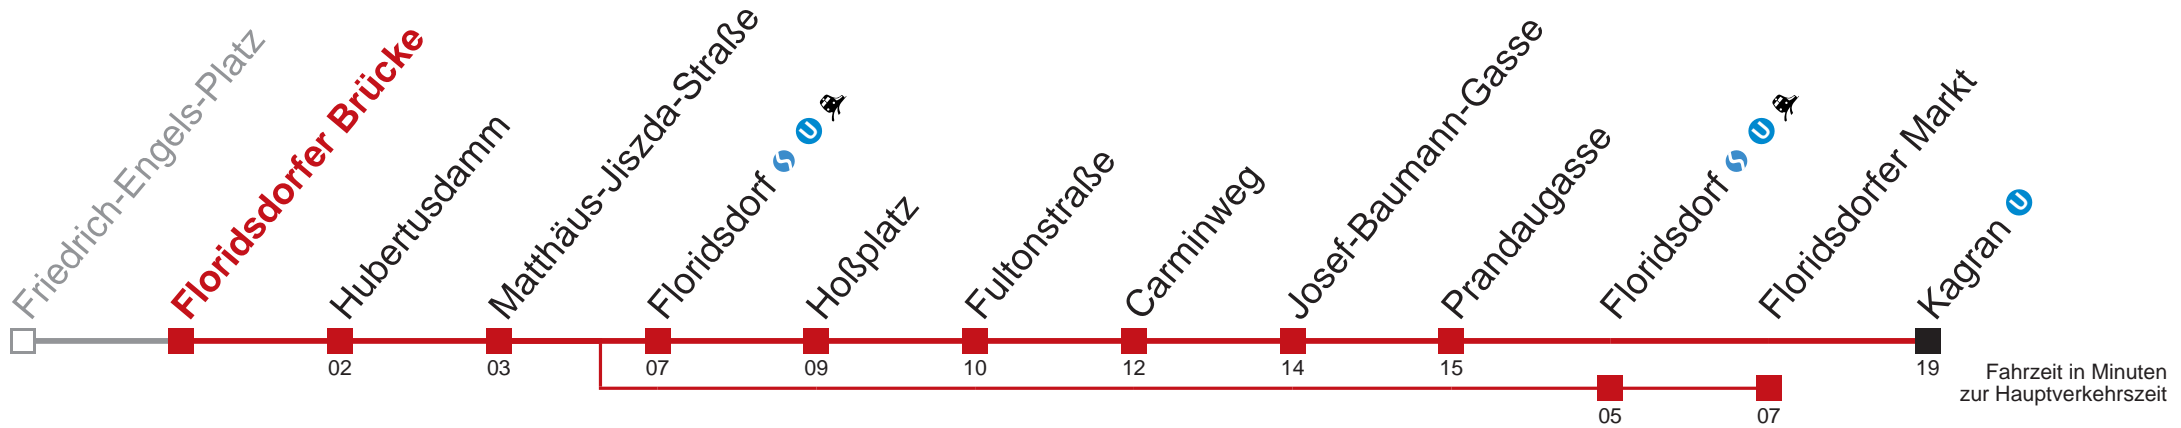 Friedrich-Engels-Platz
Floridsdorfer Brücke
Hubertusdamm
Matthäus-Jiszda-Straße
Floridsdorf S U
Hoßplatz
Fultonstraße
Carminweg
Josef-Baumann-Gasse
Prandaugasse
Floridsdorf S U
Floridsdorfer Markt
Kagran U
02
03
07
09
10
12
14
15
19
05
07
Fahrzeit in Minuten
zur Hauptverkehrszeit